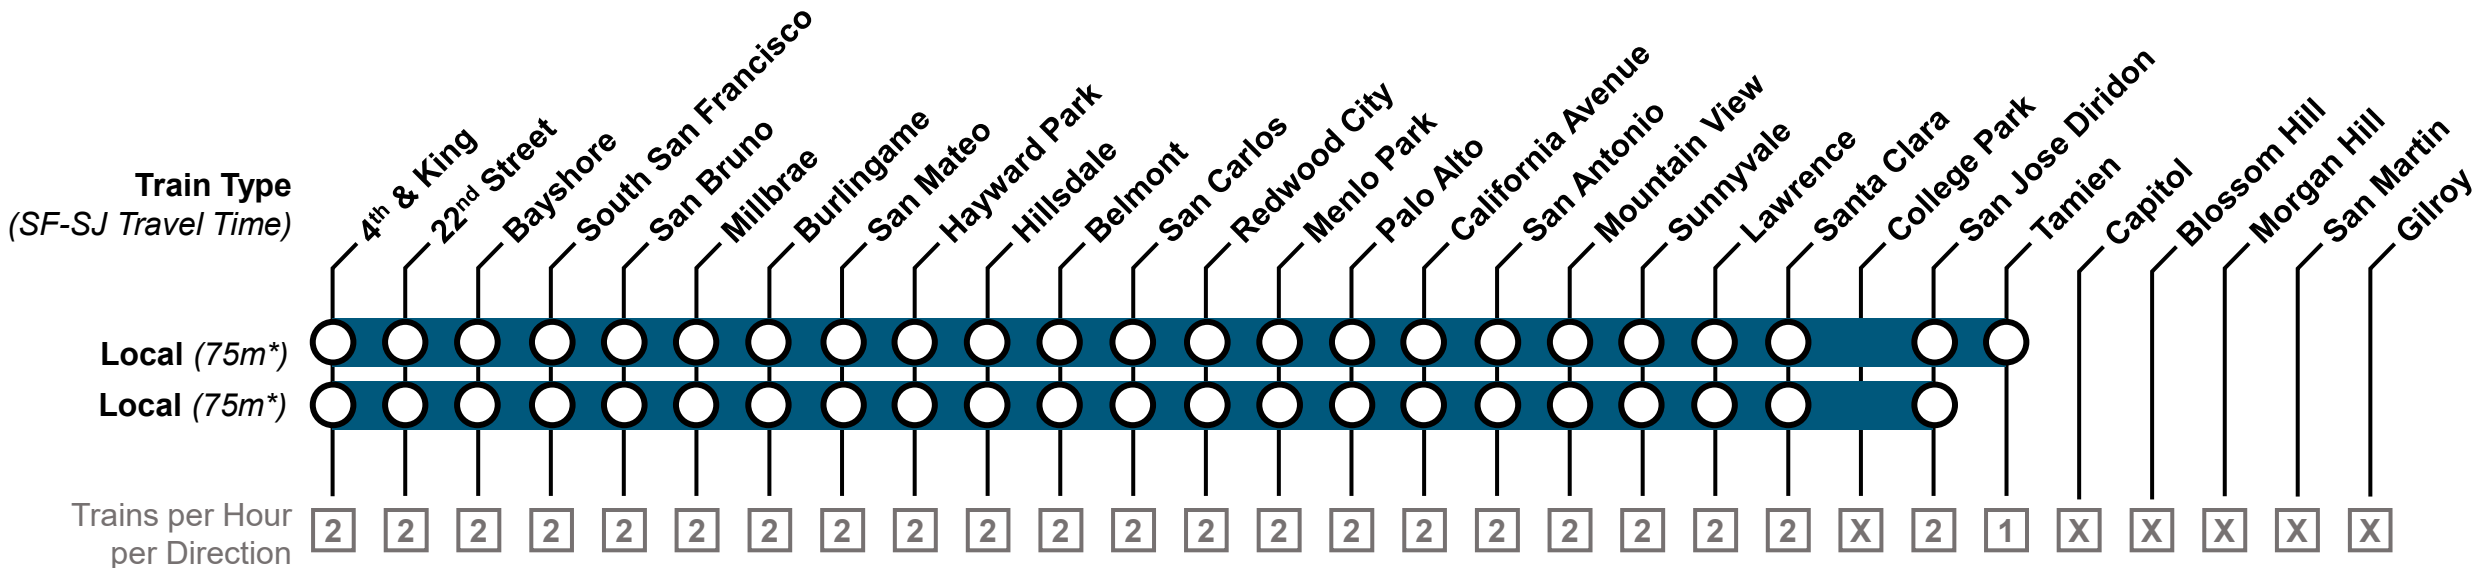 Train Type
(SF-SJ Travel Time)
4th & King
22nd Street
Bayshore
South San Francisco
San Bruno
Millbrae
Burlingame
San Mateo
Hayward Park
Hillsdale
Belmont
San Carlos
Redwood City
Menlo Park
Palo Alto
California Avenue
San Antonio
Mountain View
Sunnyvale
Lawrence
Santa Clara
College Park
San Jose Diridon
Tamien
Capitol
Blossom Hill
Morgan Hill
San Martin
Gilroy
Local (75m*)
Local (75m*)
Trains per Hour
per Direction
2 2 2 2 2 2 2 2 2 2 2 2 2 2 2 2 2 2 2 2 2 X 2 1 X X X X X